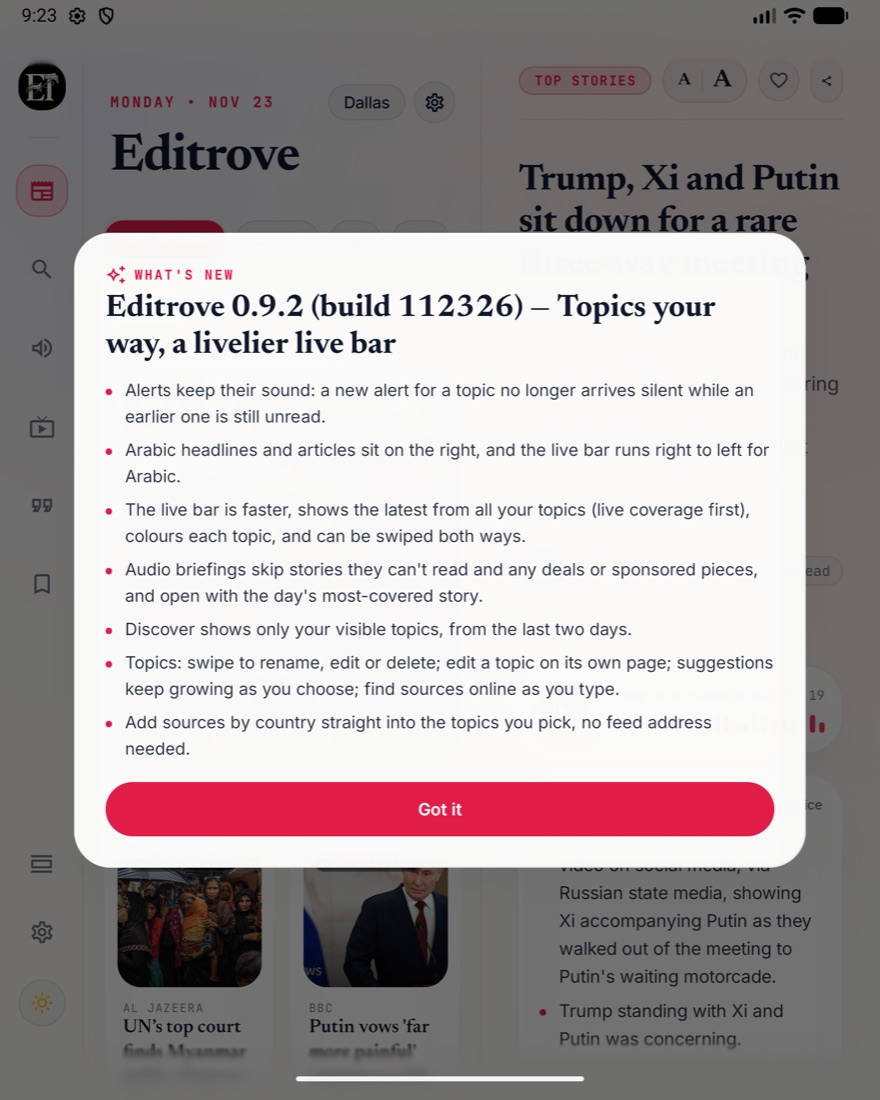 9:23
ET
MONDAY • NOV 23
Dallas
Editrove
TOP STORIES
A A
Trump, Xi and Putin
sit down for a rare
three-way meeting
WHAT'S NEW
Editrove 0.9.2 (build 112326) – Topics your
way, a livelier live bar
Alerts keep their sound: a new alert for a topic no longer arrives silent while an
earlier one is still unread.
Arabic headlines and articles sit on the right, and the live bar runs right to left for
Arabic.
The live bar is faster, shows the latest from all your topics (live coverage first),
colours each topic, and can be swiped both ways.
Audio briefings skip stories they can't read and any deals or sponsored pieces,
and open with the day's most-covered story.
Discover shows only your visible topics, from the last two days.
Topics: swipe to rename, edit or delete; edit a topic on its own page; suggestions
keep growing as you choose; find sources online as you type.
Add sources by country straight into the topics you pick, no feed address
needed.
Got it
19
video on social media, via
Russian state media, showing
Xi accompanying Putin as they
walked out of the meeting to
Putin's waiting motorcade.
Trump standing with Xi and
Putin was concerning.
AL JAZEERA
UN's top court
finds Myanmar
BBC
Putin vows 'far
more painful'